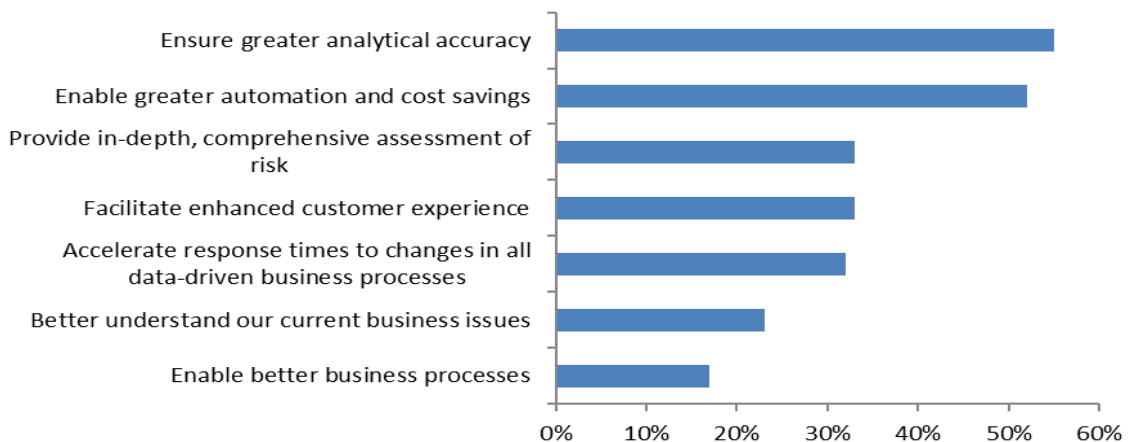 Ensure greater analytical accuracy
Enable greater automation and cost savings
Provide in-depth, comprehensive assessment of
risk
Facilitate enhanced customer experience
Accelerate response times to changes in all
data-driven business processes
Better understand our current business issues
Enable better business processes
0% 10% 20% 30% 40% 50% 60%